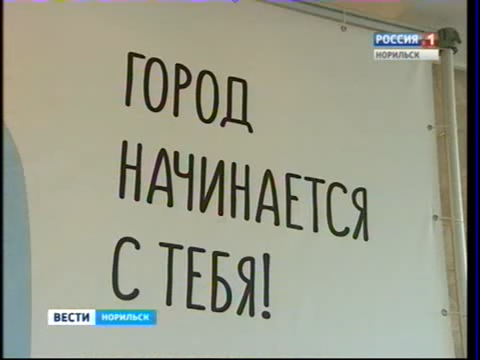 РОССИЯ 1
НОРИЛЬСК
ГОРОД
НАЧИНАЕТСЯ
С ТЕБЯ!
ВЕСТИ НОРИЛЬСК